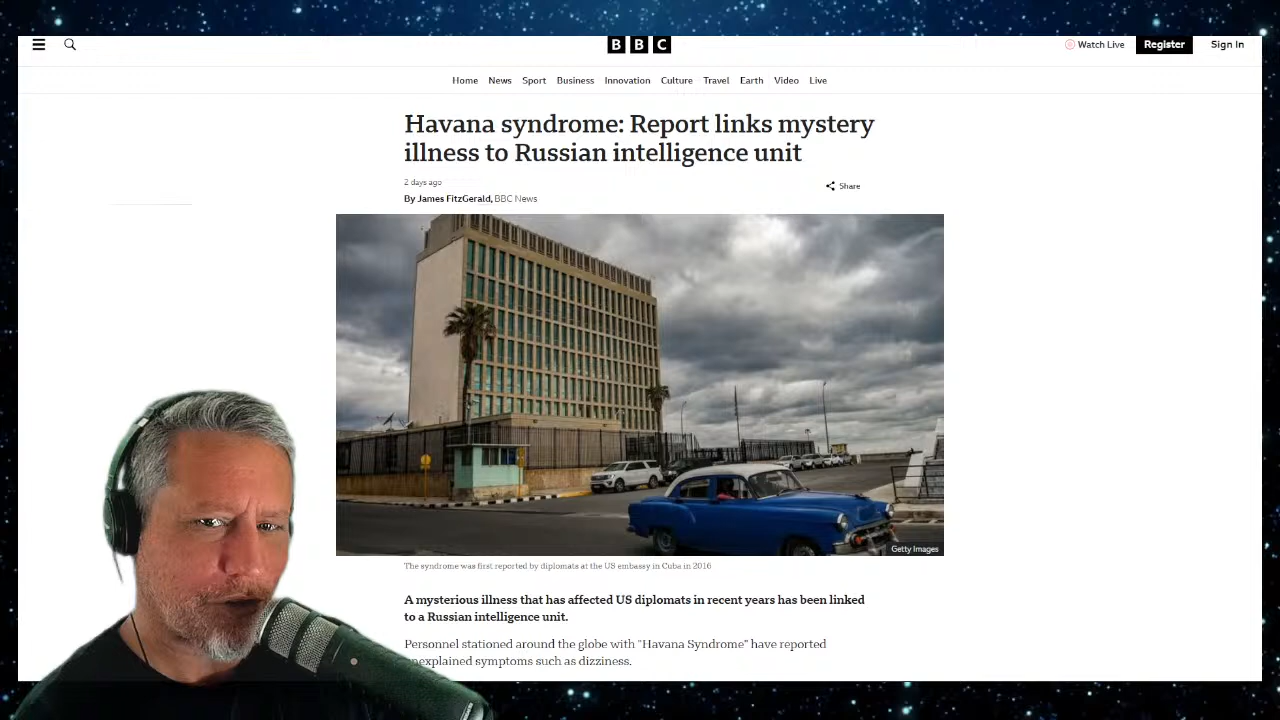 BBC
Watch Live
Register
Sign In
Home News Sport Business Innovation Culture Travel Earth Video Live
Havana syndrome: Report links mystery
illness to Russian intelligence unit
2 days ago
Share
By James FitzGerald, BBC News
Getty Images
The syndrome was first reported by diplomats at the US embassy in Cuba in 2016
A mysterious illness that has affected US diplomats in recent years has been linked
to a Russian intelligence unit.
Personnel stationed around the globe with "Havana Syndrome" have reported
unexplained symptoms such as dizziness.